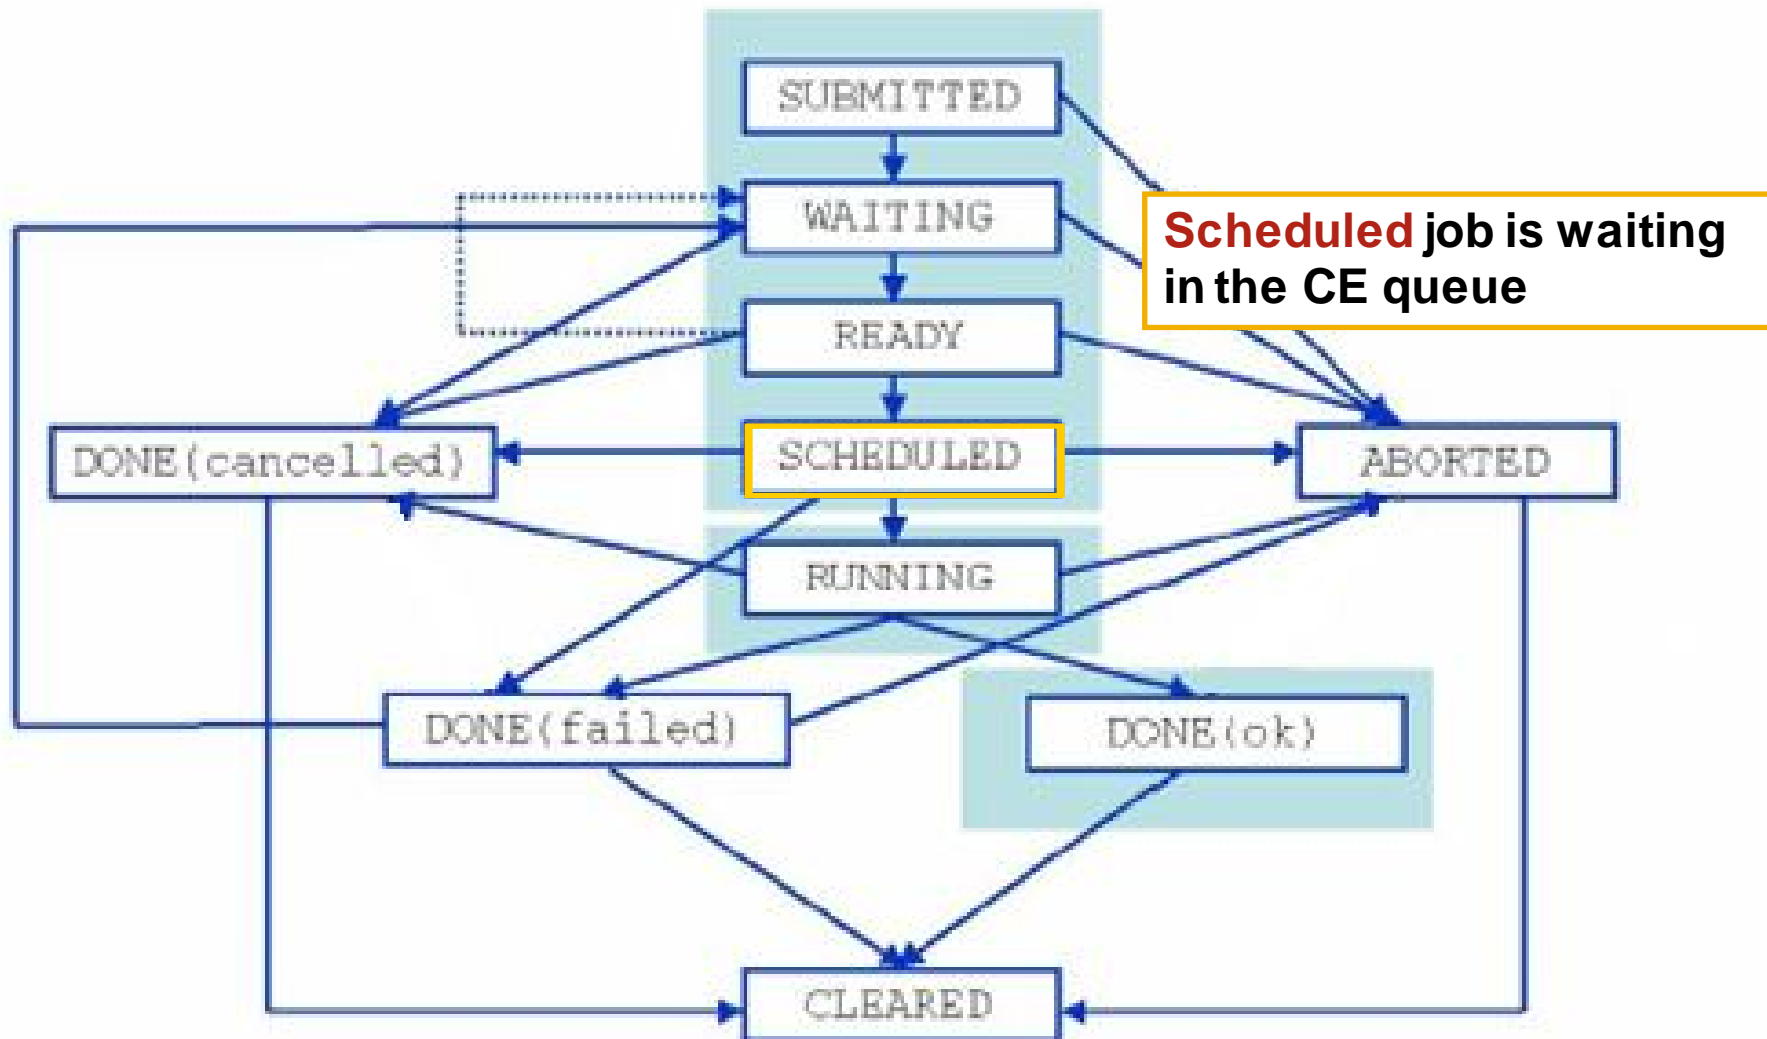 SUBMITTED
WAITING
Scheduled job is waiting
in the CE queue
READY
DONE(cancelled)
SCHEDULED
ABORTED
RUNNING
DONE(failed)
DONE(ok)
CLEARED